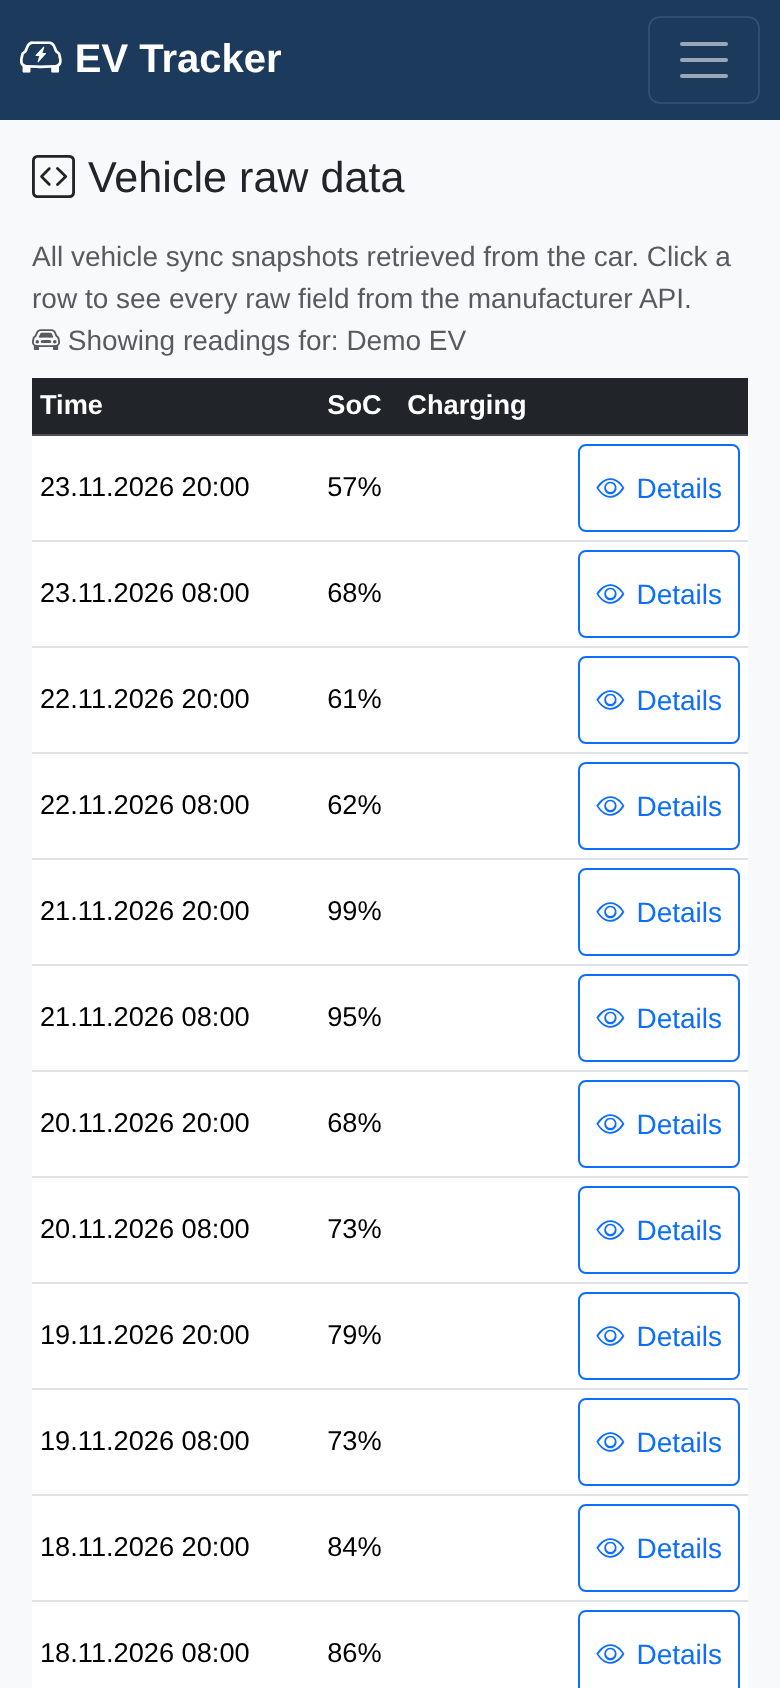 EV Tracker
Vehicle raw data
All vehicle sync snapshots retrieved from the car. Click a
row to see every raw field from the manufacturer API.
Showing readings for: Demo EV
Time SoC Charging
23.11.2026 20:00 57% Details
23.11.2026 08:00 68% Details
22.11.2026 20:00 61% Details
22.11.2026 08:00 62% Details
21.11.2026 20:00 99% Details
21.11.2026 08:00 95% Details
20.11.2026 20:00 68% Details
20.11.2026 08:00 73% Details
19.11.2026 20:00 79% Details
19.11.2026 08:00 73% Details
18.11.2026 20:00 84% Details
18.11.2026 08:00 86% Details